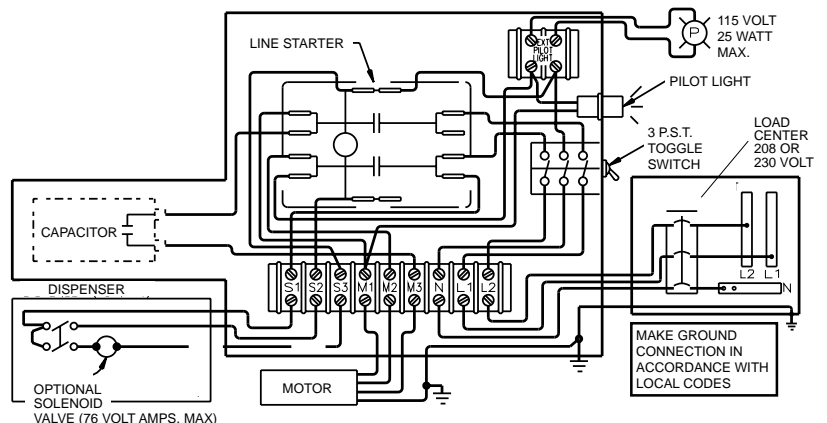 115 VOLT
25 WATT
MAX.
P
EXT
PILOT
LIGHT
LINE STARTER
PILOT LIGHT
3 P.S.T.
TOGGLE
SWITCH
LOAD
CENTER
208 OR
230 VOLT
CAPACITOR
L2 L1
N
S1 S2 S3 M1 M2 M3 N L1 L2
DISPENSER
MAKE GROUND
CONNECTION IN
ACCORDANCE WITH
LOCAL CODES
MOTOR
OPTIONAL
SOLENOID
VALVE (76 VOLT AMPS. MAX)